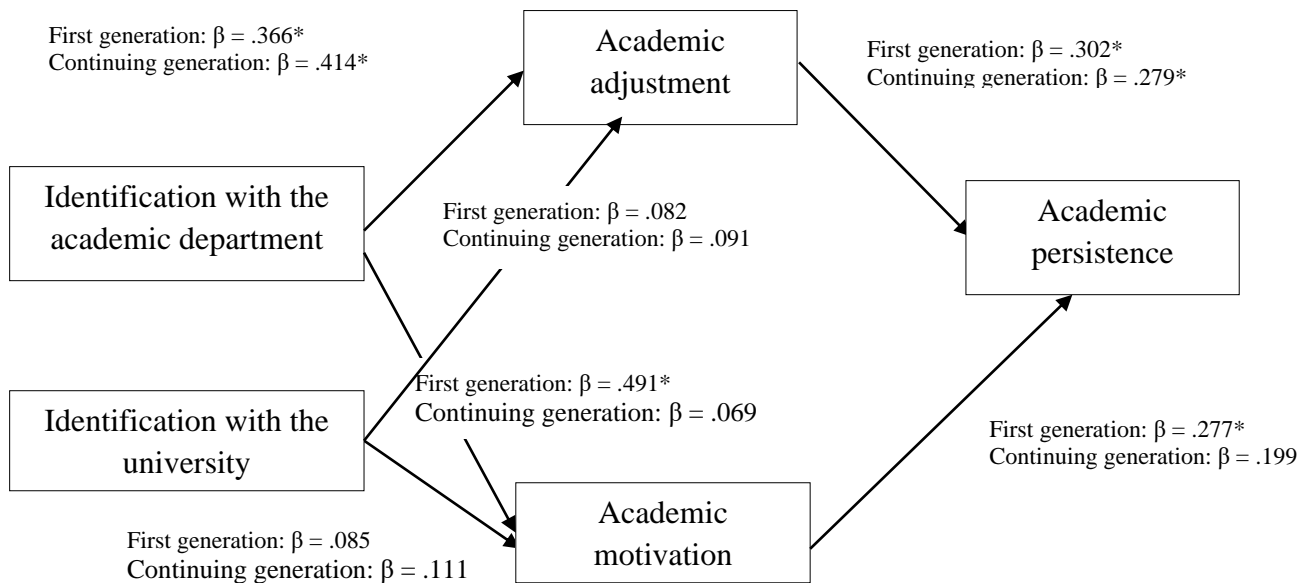 First generation: β = .366*
Continuing generation: β = .414*
Academic
adjustment
First generation: β = .302*
Continuing generation: β = .279*
Identification with the
academic department
First generation: β = .082
Continuing generation: β = .091
Academic
persistence
First generation: β = .491*
Continuing generation: β = .069
Identification with the
university
First generation: β = .277*
Continuing generation: β = .199
Academic
motivation
First generation: β = .085
Continuing generation: β = .111